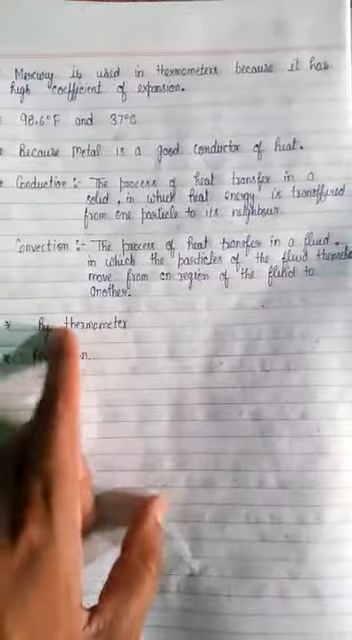 Mercury is used in thermometers because it has
high coefficient of expansion.
98.6°F and 37°C
Because Metal is a good conductor of heat.
Conduction :- The process of heat transfer in a
solid, in which heat energy is transffered
from one particle to its neighbour
Convection :- The process of heat transfer in a fluid.
in which the particles of the fluid
move from on region of the fluid to
another.
* By thermometer